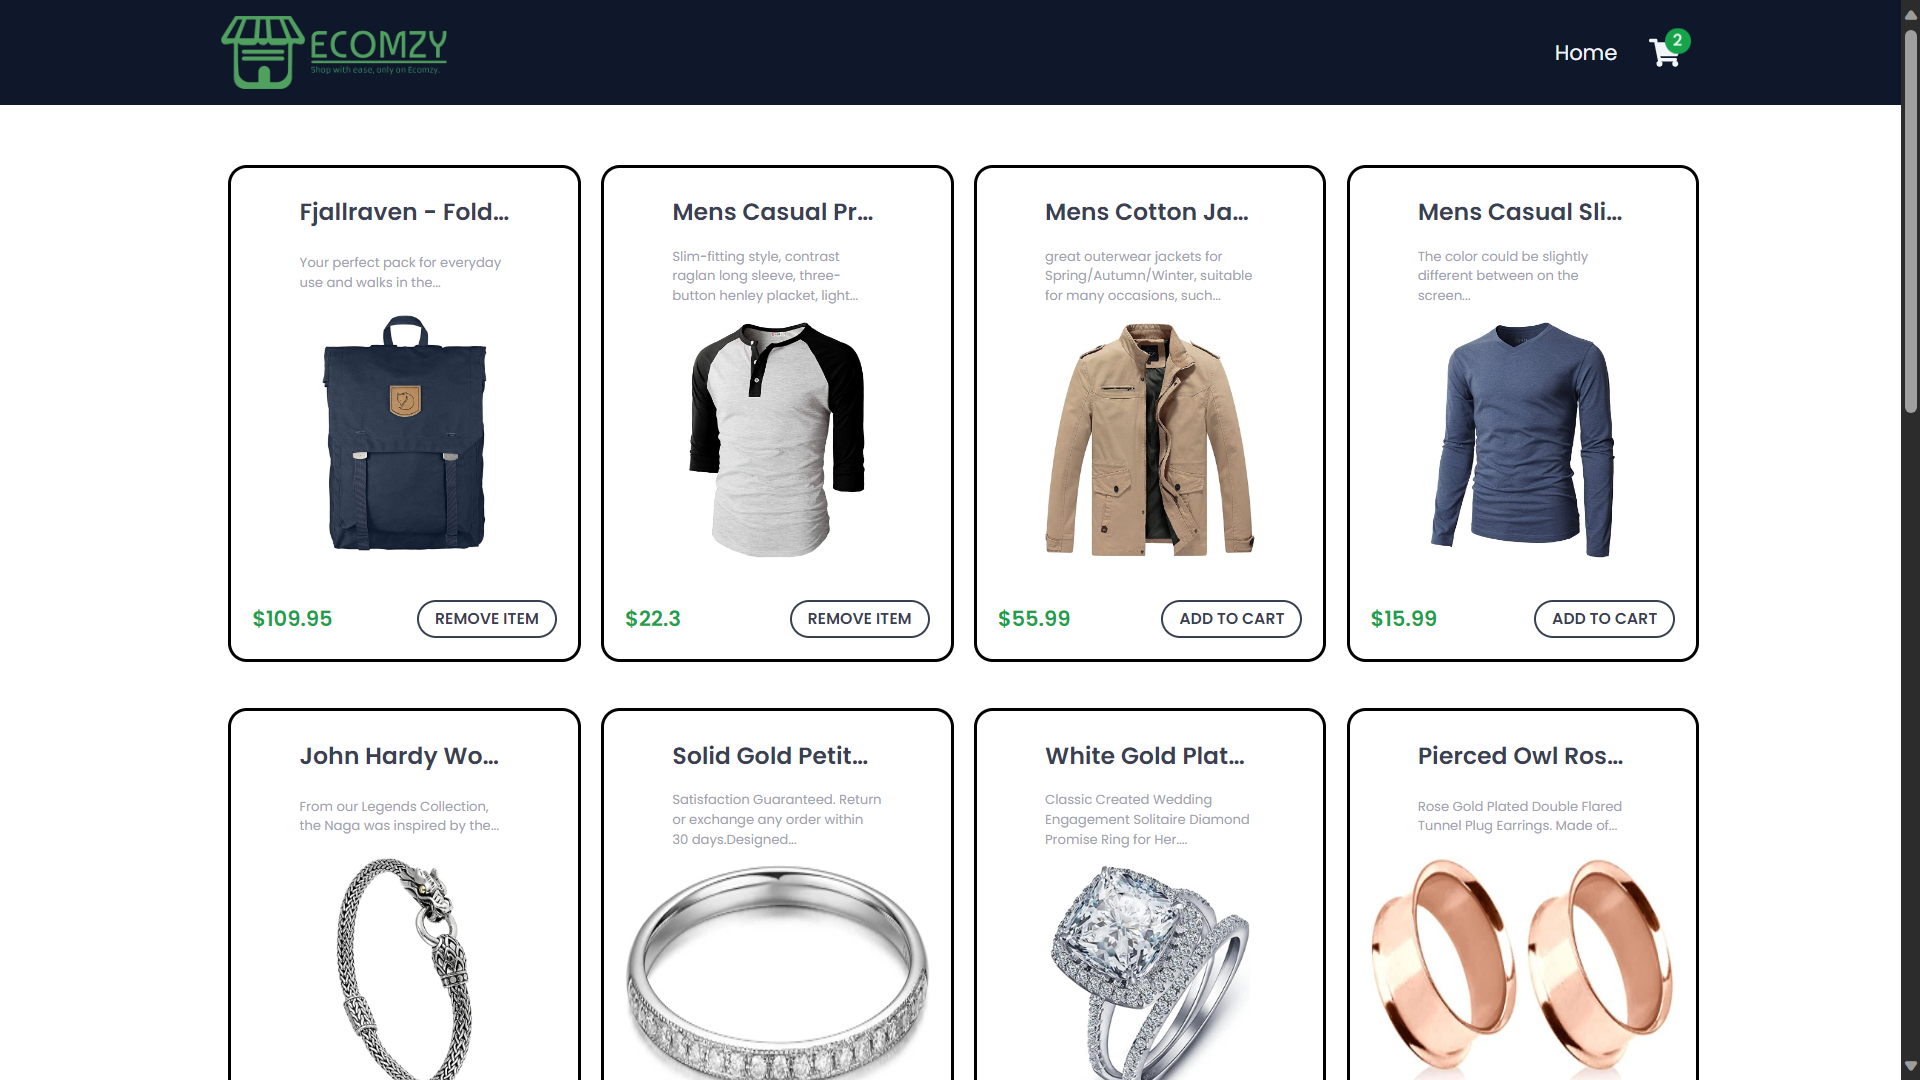 ECOMZY
Shop with ease, only on Ecomzy.
Home
2
Fjallraven - Fold...
Your perfect pack for everyday
use and walks in the...
$109.95
REMOVE ITEM
Mens Casual Pr...
Slim-fitting style, contrast
raglan long sleeve, three-
button henley placket, light...
$22.3
REMOVE ITEM
Mens Cotton Ja...
great outerwear jackets for
Spring/Autumn/Winter, suitable
for many occasions, such...
$55.99
ADD TO CART
Mens Casual Sli...
The color could be slightly
different between on the
screen...
$15.99
ADD TO CART
John Hardy Wo...
From our Legends Collection,
the Naga was inspired by the...
Solid Gold Petit...
Satisfaction Guaranteed. Return
or exchange any order within
30 days.Designed...
White Gold Plat...
Classic Created Wedding
Engagement Solitaire Diamond
Promise Ring for Her....
Pierced Owl Ros...
Rose Gold Plated Double Flared
Tunnel Plug Earrings. Made of...